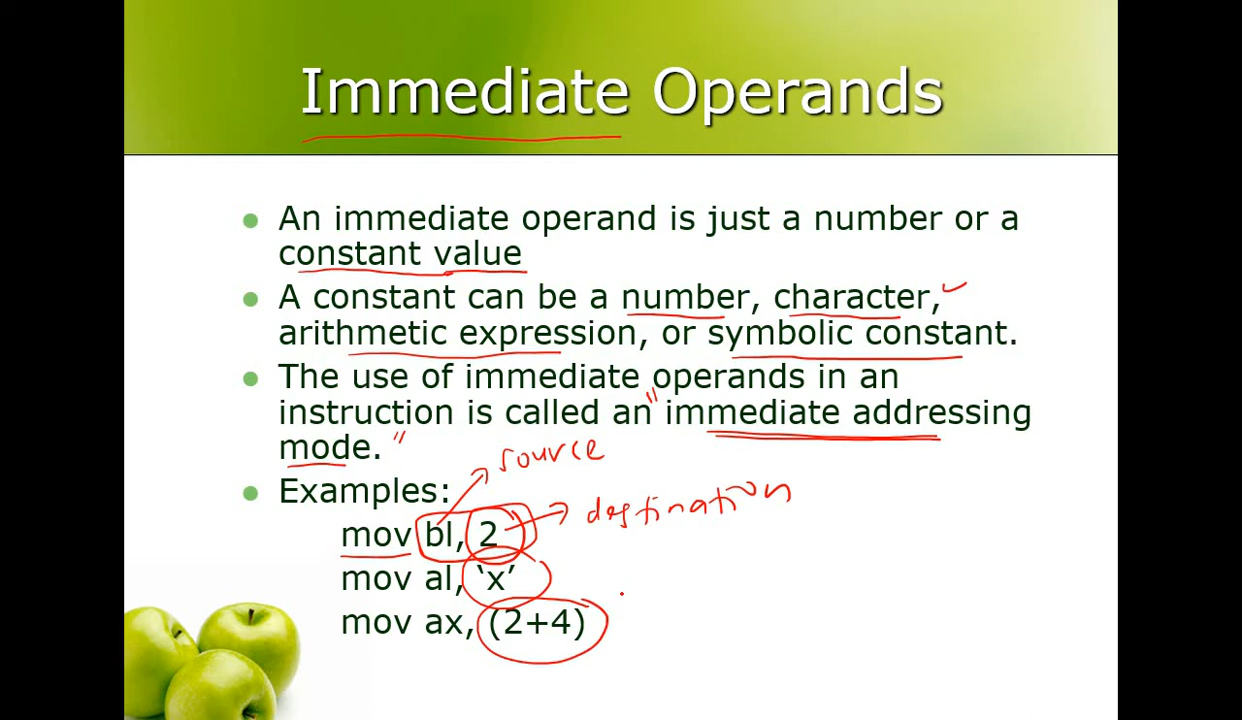 Immediate Operands
An immediate operand is just a number or a
constant value
A constant can be a number, character,
arithmetic expression, or symbolic constant.
The use of immediate operands in an
instruction is called an" immediate addressing
mode."
source
Examples:
destination
mov bl, 2
mov al, ‘x’
mov ax, (2+4)